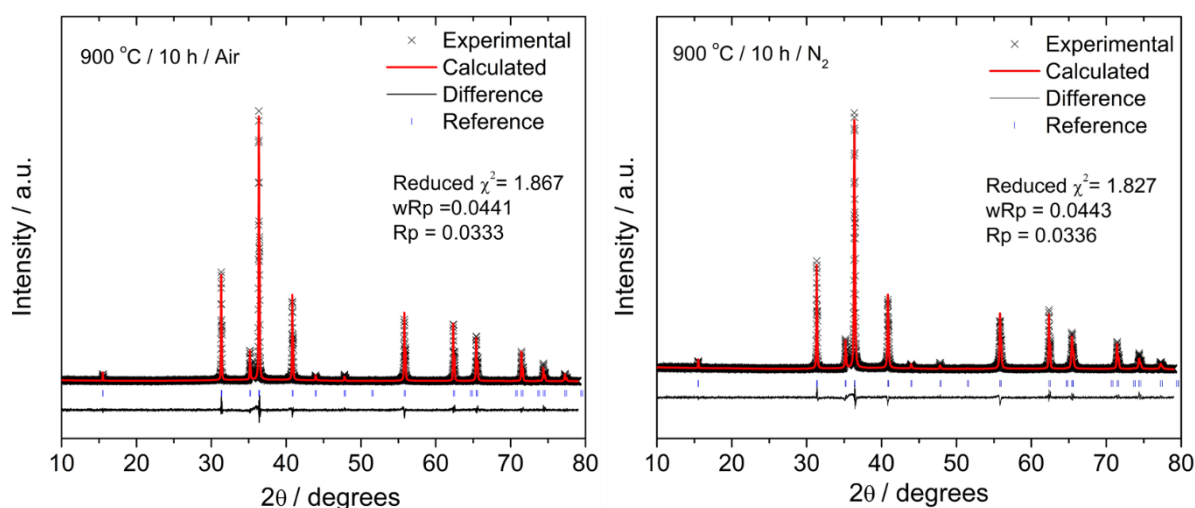 900 °C / 10 h / Air
× Experimental
Calculated
Difference
Reference
Reduced χ²= 1.867
wRp =0.0441
Rp = 0.0333
Intensity / a.u.
10 20 30 40 50 60 70 80
2θ / degrees
900 °C / 10 h / N₂
× Experimental
Calculated
Difference
Reference
Reduced χ²= 1.827
wRp = 0.0443
Rp = 0.0336
Intensity / a.u.
10 20 30 40 50 60 70 80
2θ / degrees